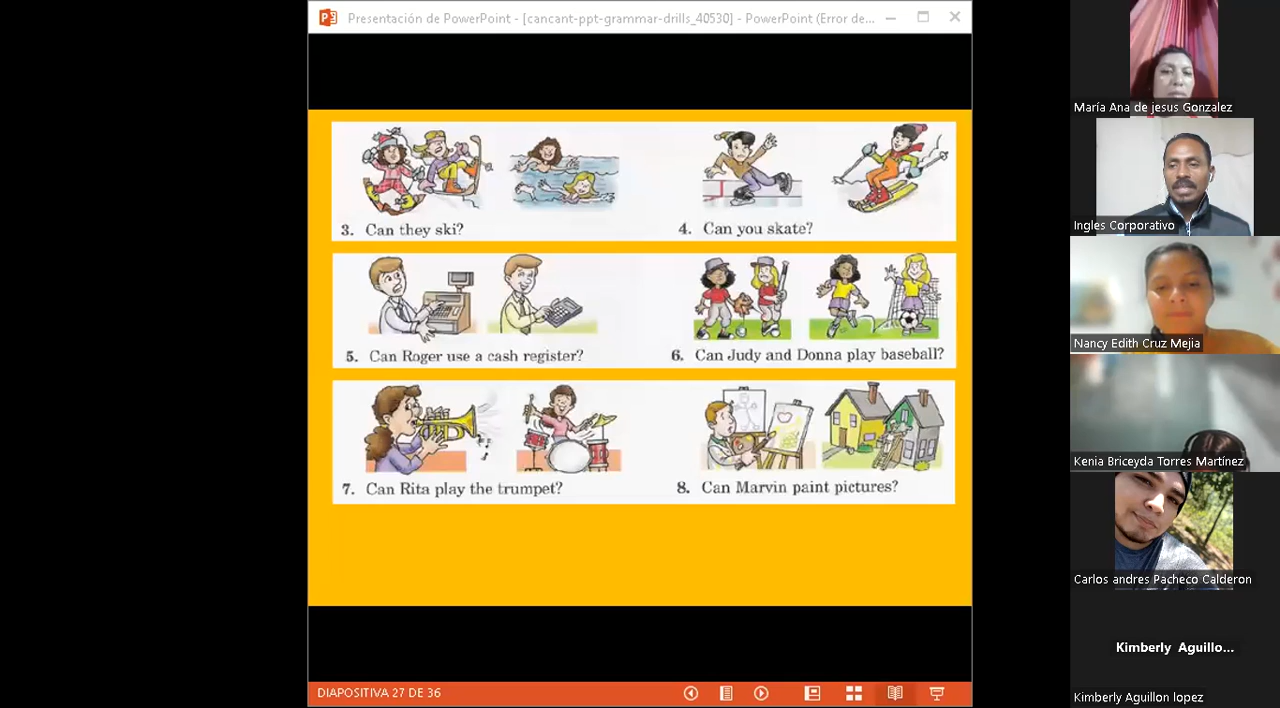 Presentación de PowerPoint - [cancant-ppt-grammar-drills_40530] - PowerPoint (Error de...
3. Can they ski?
4. Can you skate?
5. Can Roger use a cash register?
6. Can Judy and Donna play baseball?
7. Can Rita play the trumpet?
8. Can Marvin paint pictures?
DIAPOSITIVA 27 DE 36
María Ana de jesus Gonzalez
Ingles Corporativo
Nancy Edith Cruz Mejia
Kenia Briceyda Torres Martínez
Carlos andres Pacheco Calderon
Kimberly Aguillo...
Kimberly Aguillon lopez